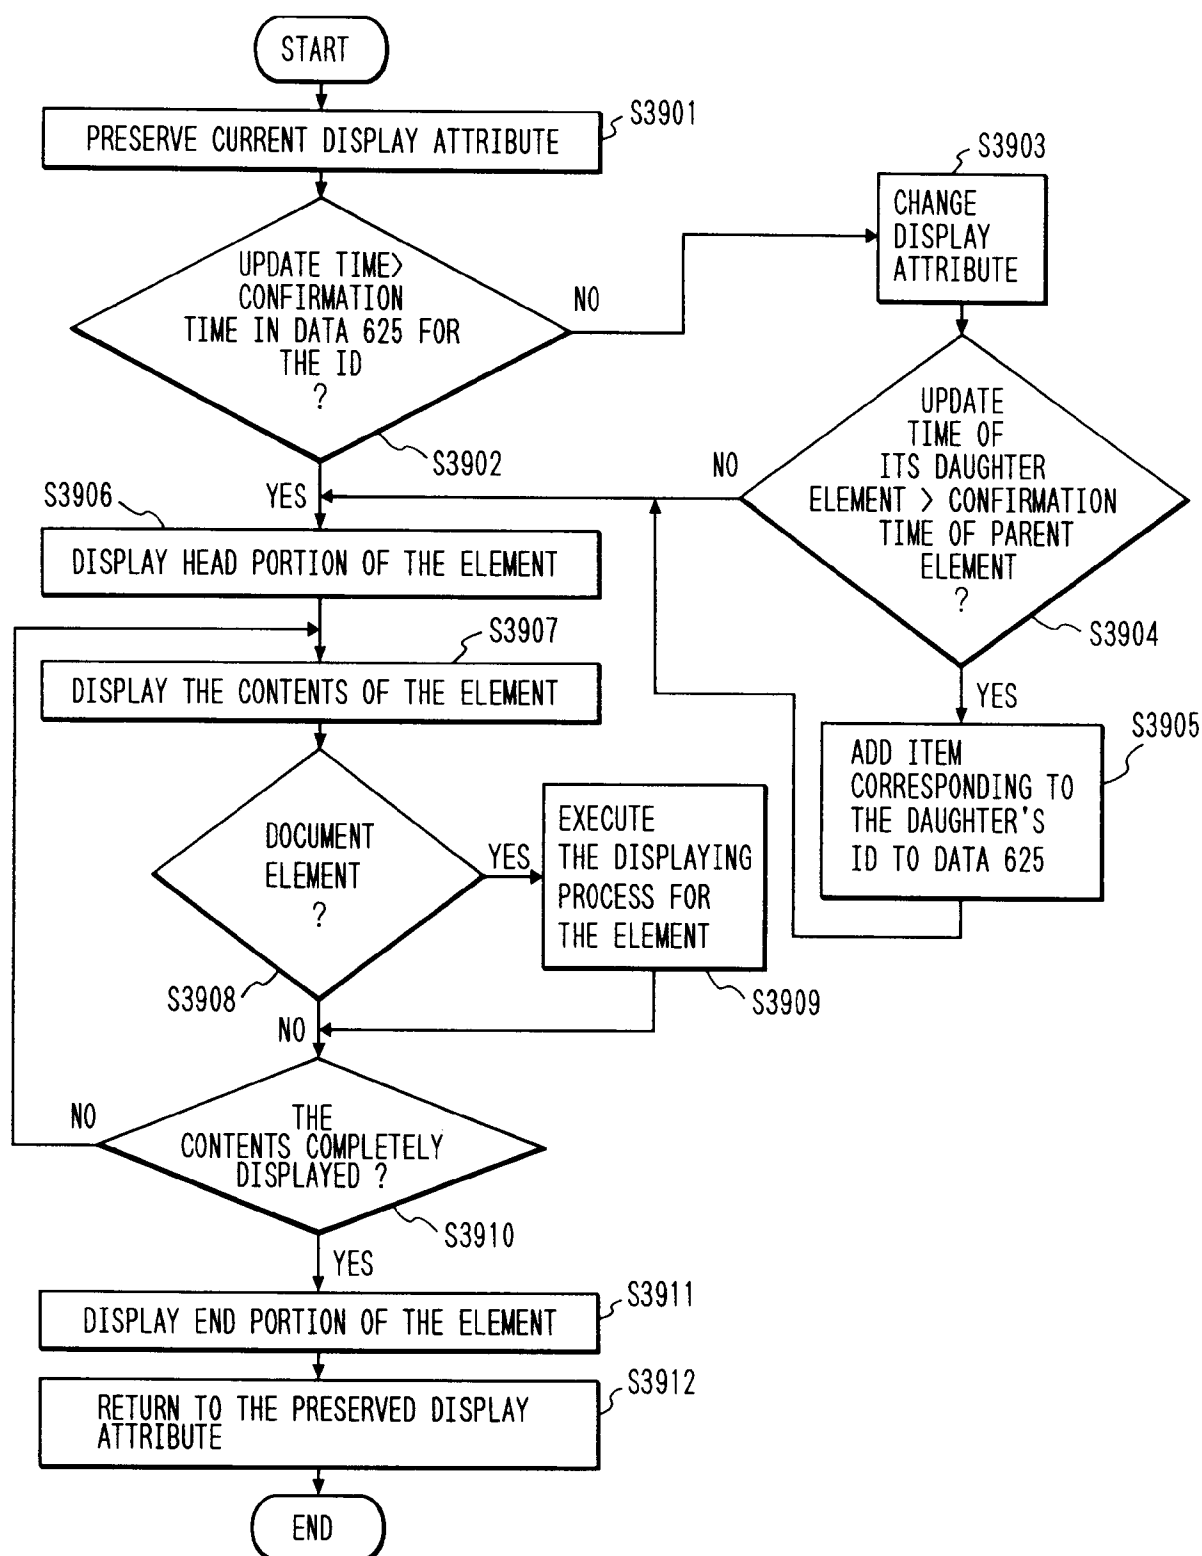 START
PRESERVE CURRENT DISPLAY ATTRIBUTE
S3901
UPDATE TIME>
CONFIRMATION
TIME IN DATA 625 FOR
THE ID
?
NO
S3902
YES
S3903
CHANGE
DISPLAY
ATTRIBUTE
UPDATE
TIME OF
ITS DAUGHTER
ELEMENT > CONFIRMATION
TIME OF PARENT
ELEMENT
?
NO
S3904
YES
S3905
ADD ITEM
CORRESPONDING TO
THE DAUGHTER'S
ID TO DATA 625
S3906
DISPLAY HEAD PORTION OF THE ELEMENT
S3907
DISPLAY THE CONTENTS OF THE ELEMENT
DOCUMENT
ELEMENT
?
YES
S3908
NO
EXECUTE
THE DISPLAYING
PROCESS FOR
THE ELEMENT
S3909
THE
CONTENTS COMPLETELY
DISPLAYED ?
NO
S3910
YES
S3911
DISPLAY END PORTION OF THE ELEMENT
S3912
RETURN TO THE PRESERVED DISPLAY
ATTRIBUTE
END